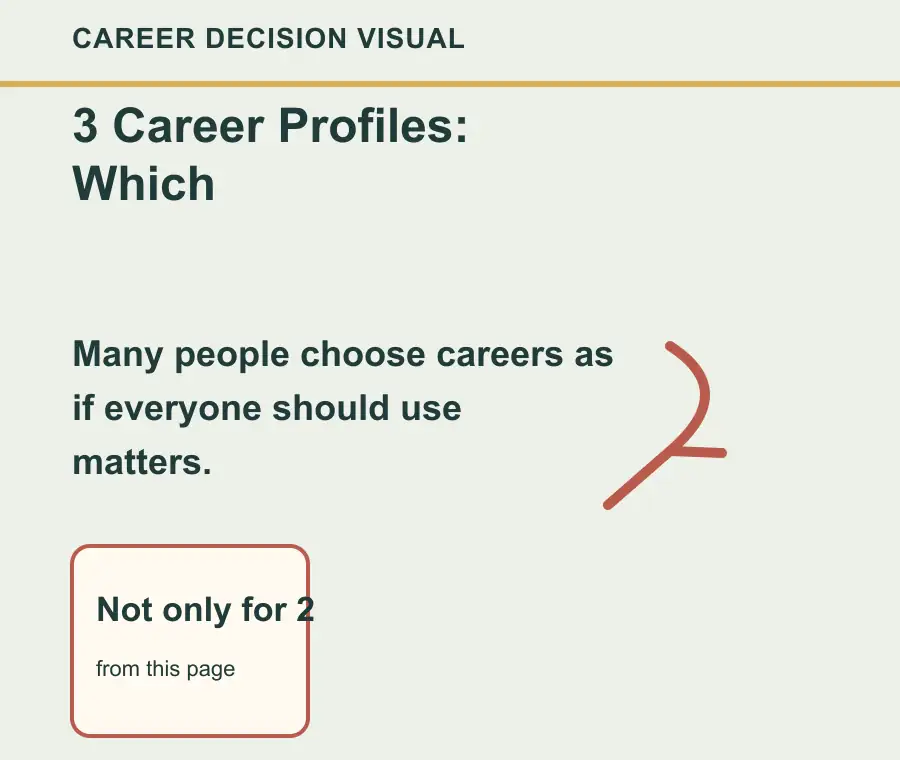 CAREER DECISION VISUAL
3 Career Profiles:
Which
Many people choose careers as
if everyone should use
matters.
Not only for 2
from this page